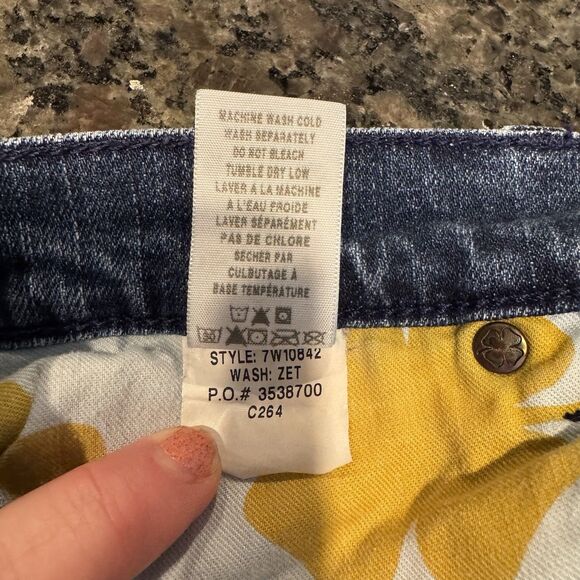 MACHINE WASH COLD
WASH SEPARATELY
DO NOT BLEACH
TUMBLE DRY LOW
LAVER À LA MACHINE
À L'EAU FROIDE
LAVER SÉPARÉMENT
PAS DE CHLORE
SÉCHER PAR
CULBUTAGE À
BASE TEMPÉRATURE
STYLE: 7W10842
WASH: ZET
P.O.# 3538700
C264